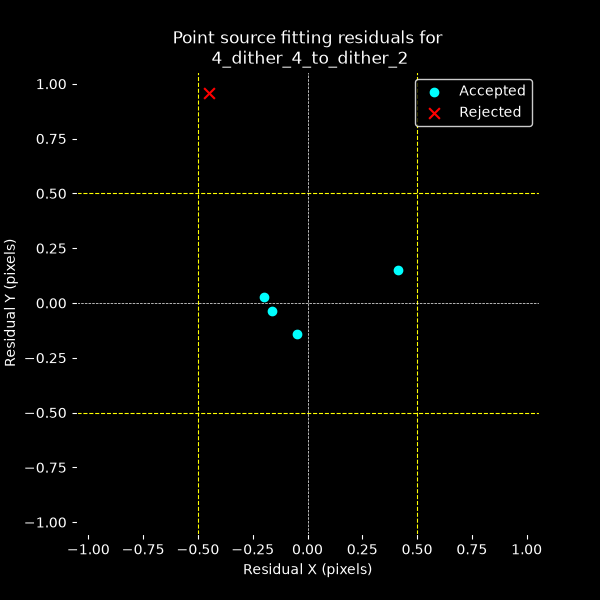 Point source fitting residuals for
4_dither_4_to_dither_2
Accepted
Rejected
1.00
0.75
0.50
0.25
0.00
−0.25
−0.50
−0.75
−1.00
Residual Y (pixels)
−1.00 −0.75 −0.50 −0.25 0.00 0.25 0.50 0.75 1.00
Residual X (pixels)